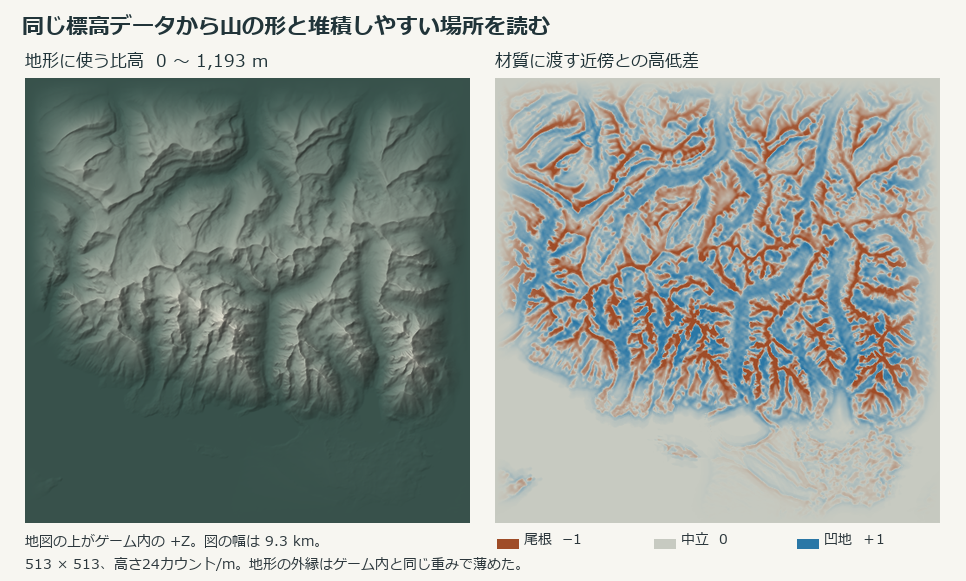 同じ標高データから山の形と堆積しやすい場所を読む
地形に使う比高 0 ～ 1,193 m
材質に渡す近傍との高低差
地図の上がゲーム内の +Z。図の幅は 9.3 km。
尾根 −1
中立 0
凹地 +1
513 × 513、高さ24カウント/m。地形の外縁はゲーム内と同じ重みで薄めた。